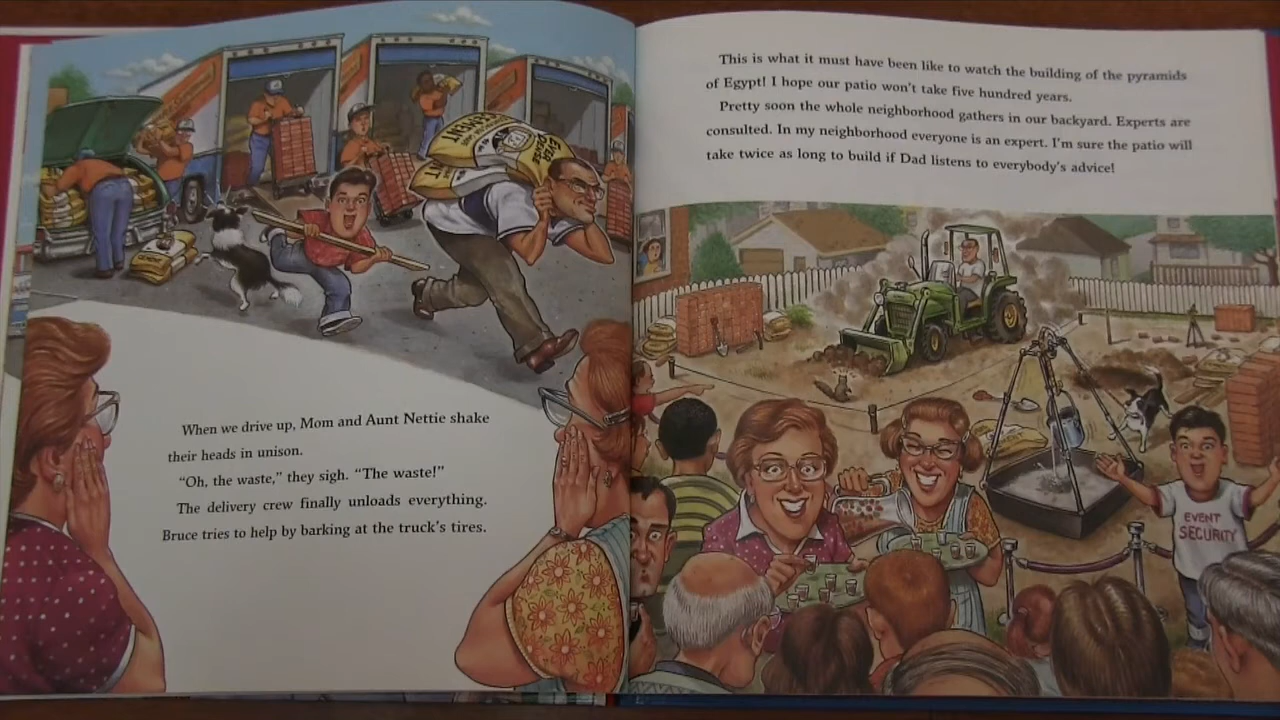 EVER
DENSE
CEMENT
CEMENT
When we drive up, Mom and Aunt Nettie shake
their heads in unison.
"Oh, the waste," they sigh. "The waste!"
The delivery crew finally unloads everything.
Bruce tries to help by barking at the truck's tires.
This is what it must have been like to watch the building of the pyramids
of Egypt! I hope our patio won't take five hundred years.
Pretty soon the whole neighborhood gathers in our backyard. Experts are
consulted. In my neighborhood everyone is an expert. I'm sure the patio will
take twice as long to build if Dad listens to everybody's advice!
EVENT
SECURITY